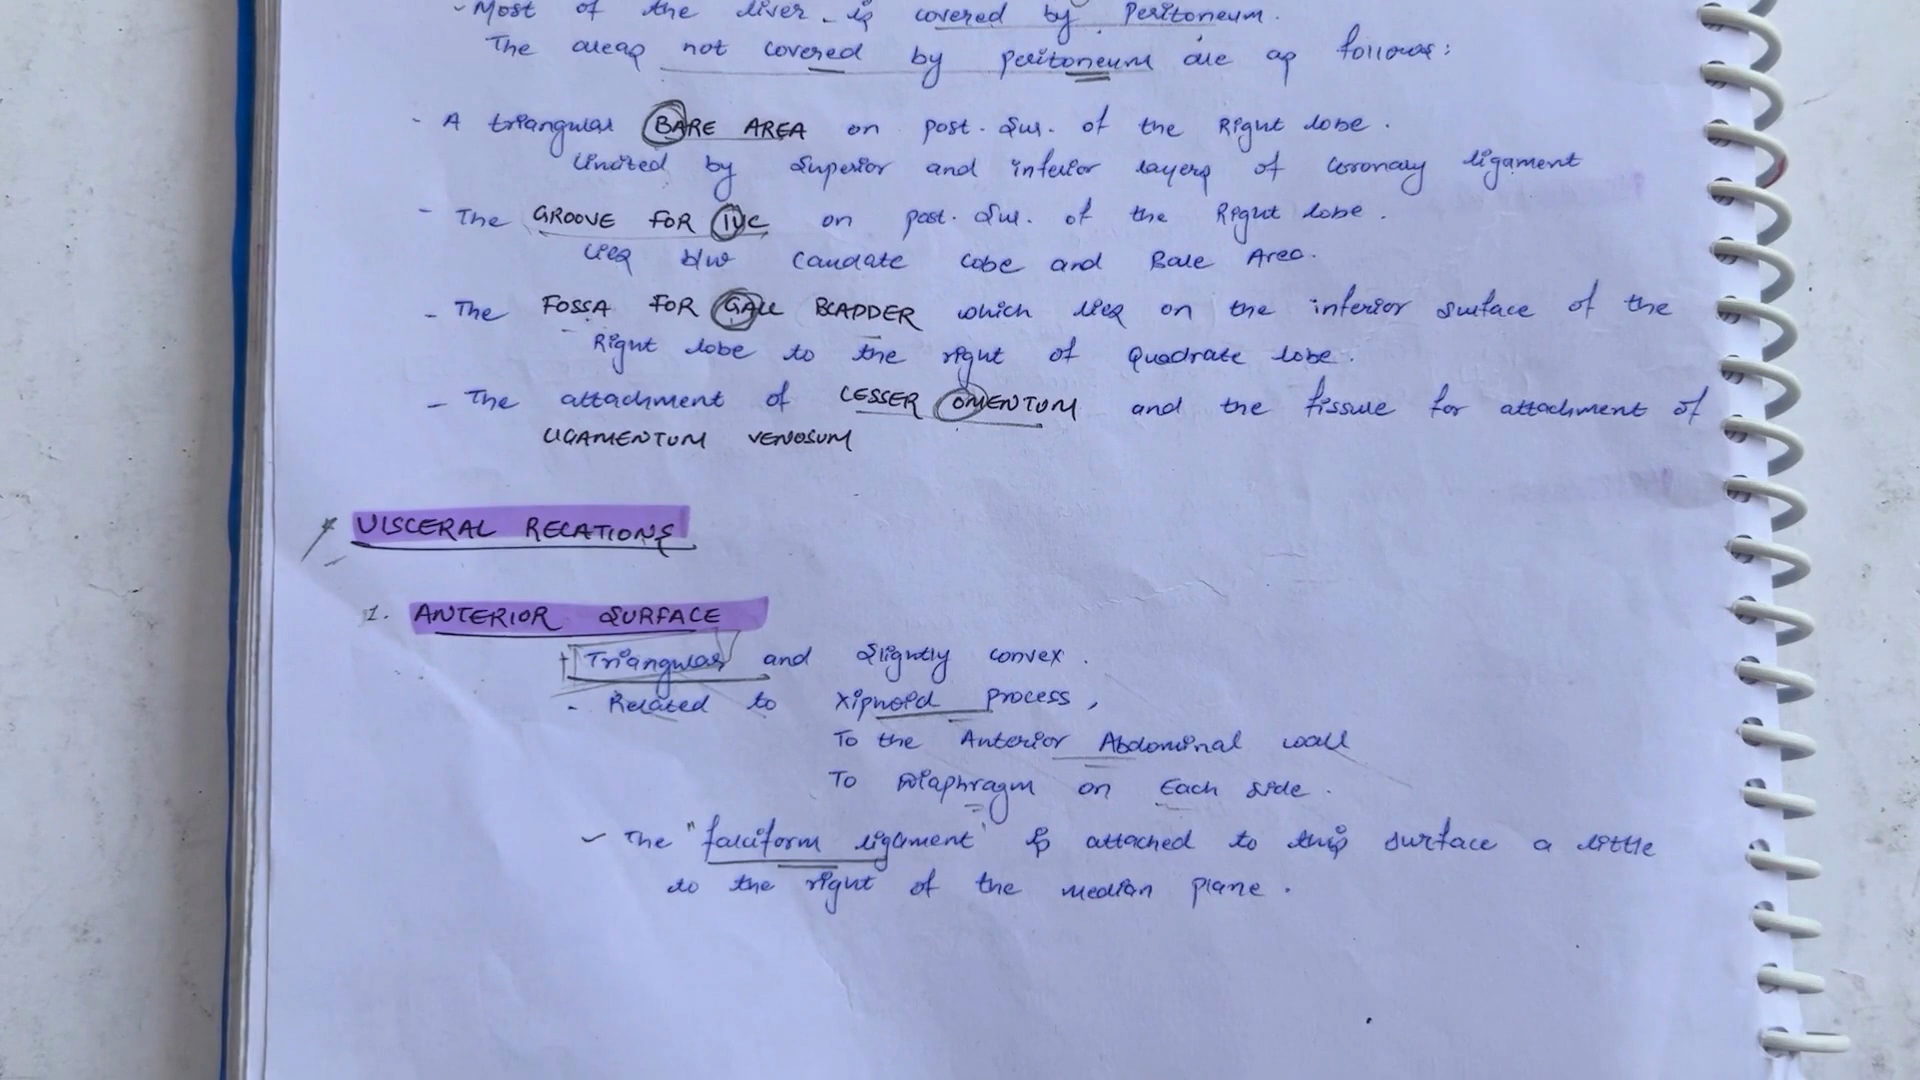 - Most of the liver is covered by Peritoneum.
The areas not covered by peritoneum are as follows:
- A triangular BARE AREA on post. Sur. of the Right lobe.
Limited by Superior and inferior layers of coronary ligament
- The GROOVE FOR IVC on post. Sur. of the Right lobe.
Lies b/w Caudate lobe and Bare Area.
- The FOSSA FOR GALL BLADDER which lies on the inferior surface of the
Right lobe to the right of Quadrate lobe.
- The attachment of LESSER OMENTUM and the fissure for attachment of
LIGAMENTUM VENOSUM
* VISCERAL RELATIONS
1. ANTERIOR SURFACE
- Triangular and Slightly convex.
- Related to Xiphoid process,
To the Anterior Abdominal wall
To Diaphragm on Each side.
- The "falciform ligament" is attached to this surface a little
to the right of the median plane.